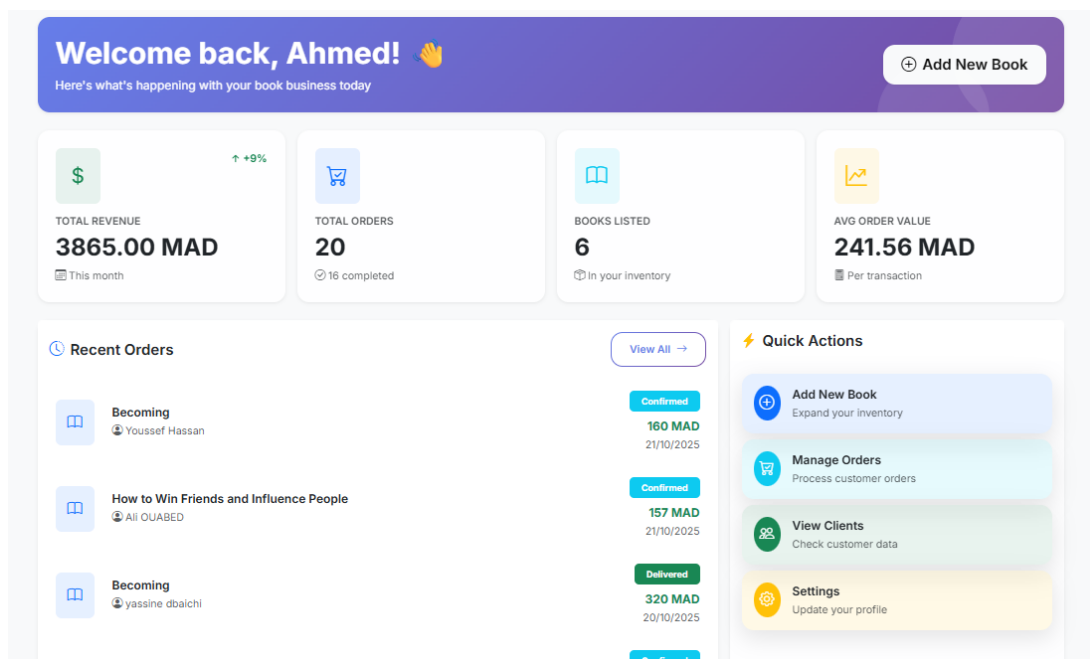 Welcome back, Ahmed! 👋
Here's what's happening with your book business today
Add New Book
↑ +9%
TOTAL REVENUE
3865.00 MAD
This month
TOTAL ORDERS
20
16 completed
BOOKS LISTED
6
In your inventory
AVG ORDER VALUE
241.56 MAD
Per transaction
Recent Orders
View All →
Becoming
Youssef Hassan
Confirmed
160 MAD
21/10/2025
How to Win Friends and Influence People
Ali OUABED
Confirmed
157 MAD
21/10/2025
Becoming
yassine dbaichi
Delivered
320 MAD
20/10/2025
Quick Actions
Add New Book
Expand your inventory
Manage Orders
Process customer orders
View Clients
Check customer data
Settings
Update your profile